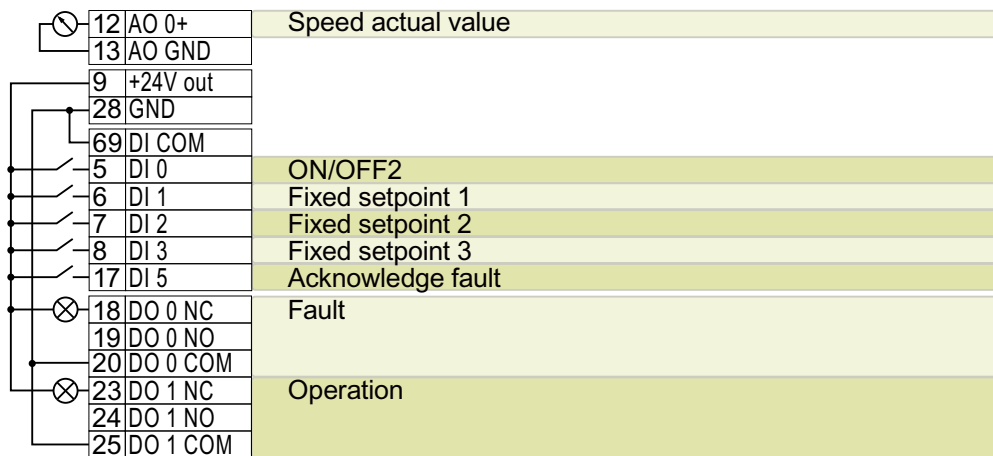 12 AO 0+ Speed actual value
13 AO GND
9 +24V out
28 GND
69 DI COM
5 DI 0 ON/OFF2
6 DI 1 Fixed setpoint 1
7 DI 2 Fixed setpoint 2
8 DI 3 Fixed setpoint 3
17 DI 5 Acknowledge fault
18 DO 0 NC Fault
19 DO 0 NO
20 DO 0 COM
23 DO 1 NC Operation
24 DO 1 NO
25 DO 1 COM